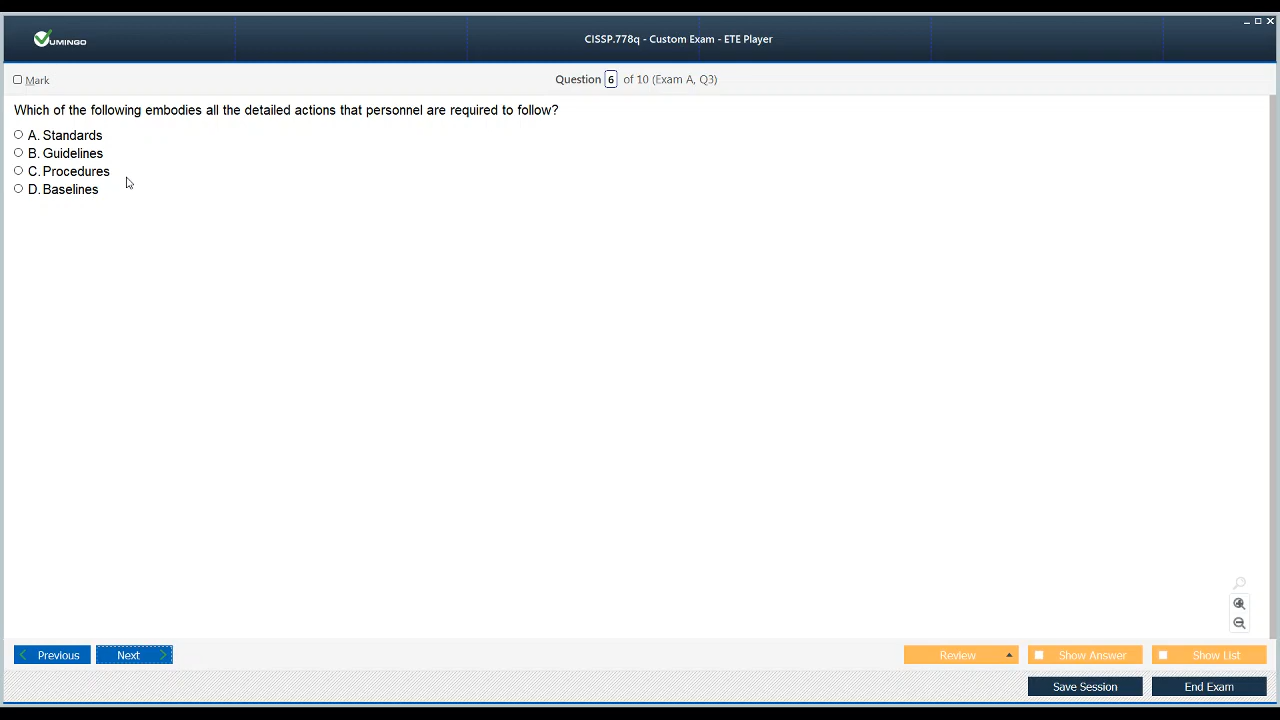 VUMINGO
CISSP.778q - Custom Exam - ETE Player
Mark
Question 6 of 10 (Exam A, Q3)
Which of the following embodies all the detailed actions that personnel are required to follow?
A. Standards
B. Guidelines
C. Procedures
D. Baselines
Previous
Next
Review
Show Answer
Show List
Save Session
End Exam